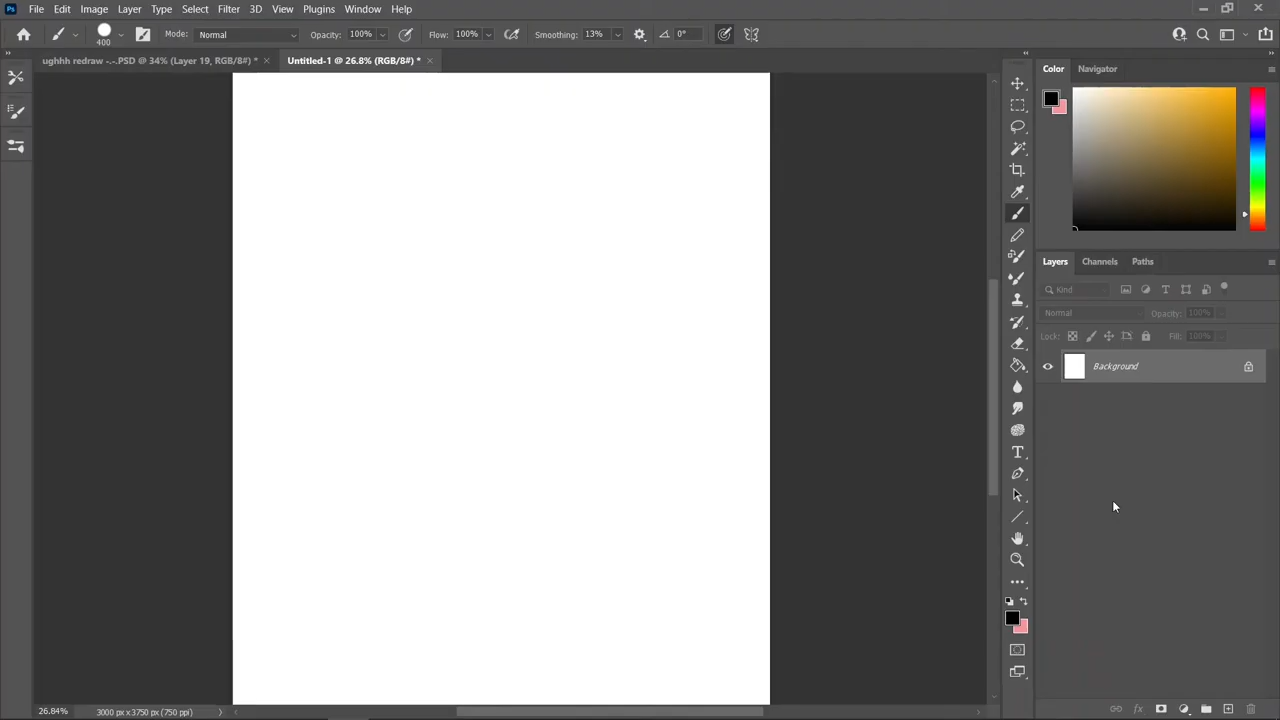 Ps File Edit Image Layer Type Select Filter 3D View Plugins Window Help
400 Mode: Normal Opacity: 100% Flow: 100% Smoothing: 13% 0°
ughhh redraw -.-.PSD @ 34% (Layer 19, RGB/8#) * × Untitled-1 @ 26.8% (RGB/8#) * ×
Color Navigator
Layers Channels Paths
Kind T
Normal Opacity: 100%
Lock: Fill: 100%
Background
T
26.84% 3000 px x 3750 px (750 ppi)
fx